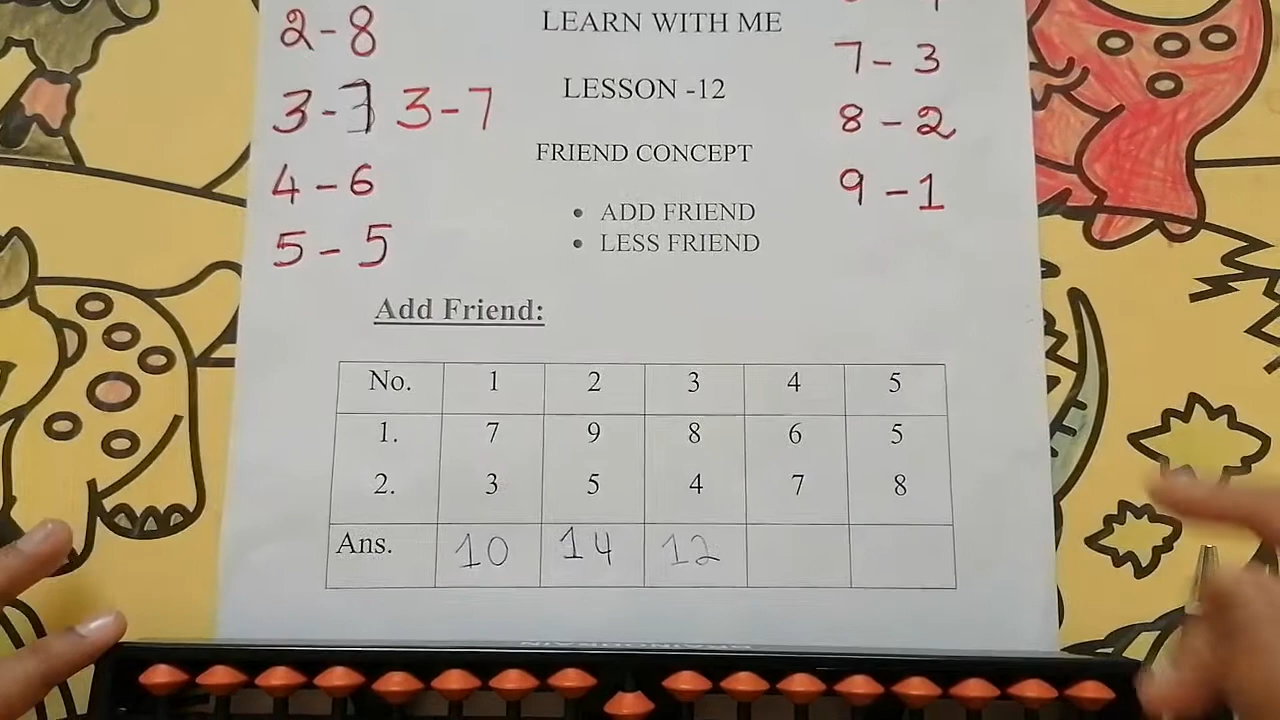 2-8
3-7 3-7
4-6
5-5
LEARN WITH ME
LESSON -12
FRIEND CONCEPT
• ADD FRIEND
• LESS FRIEND
7-3
8-2
9-1
Add Friend:
No. 1 2 3 4 5
1. 7 9 8 6 5
2. 3 5 4 7 8
Ans. 10 14 12